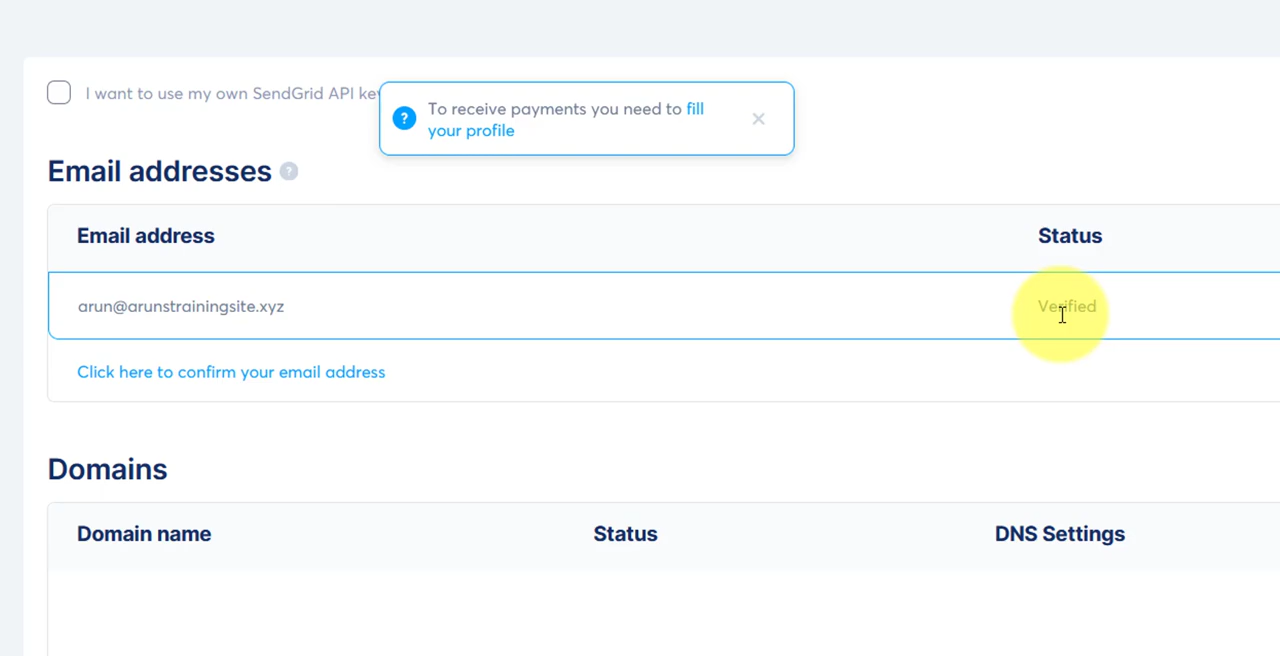 I want to use my own SendGrid API key
To receive payments you need to fill
your profile
?
Email addresses ?
Email address Status
arun@arunstrainingsite.xyz Verified
Click here to confirm your email address
Domains
Domain name Status DNS Settings